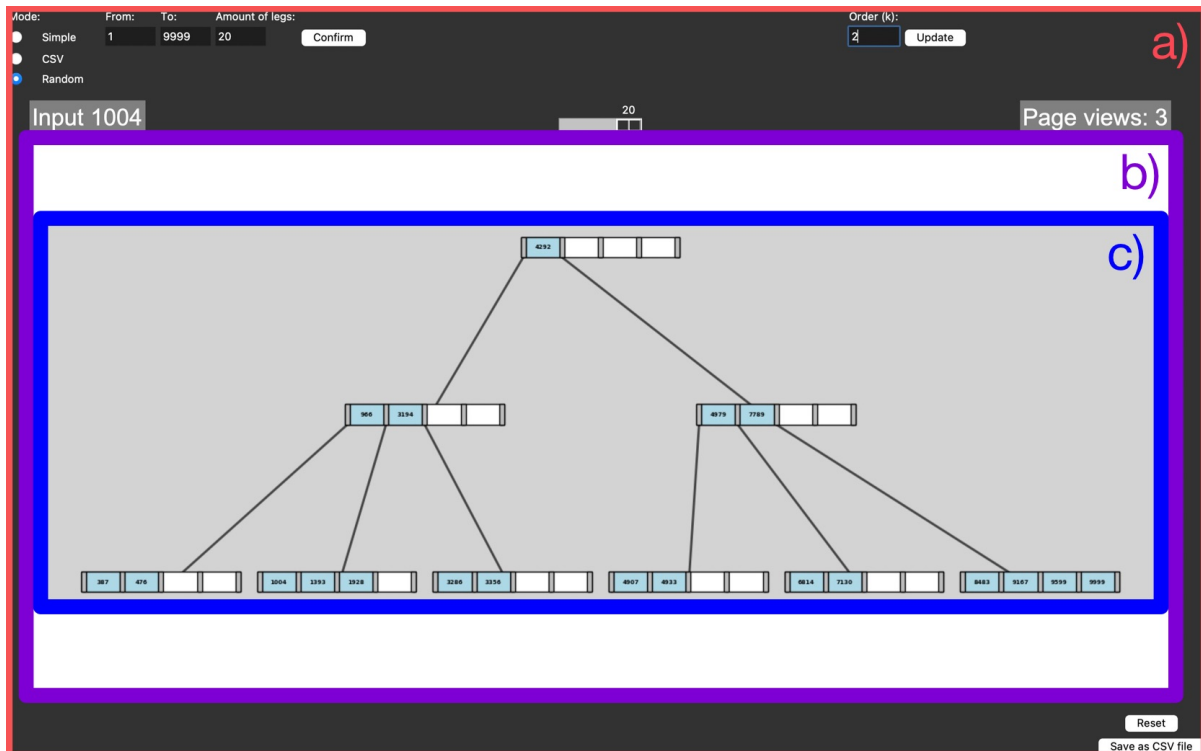 Mode: From: To: Amount of legs: Order (k):
Simple 1 9999 20 Confirm 2 Update
a)
CSV
Random
Input 1004 20 Page views: 3
b)
c)
4292
966 3194 4979 7789
387 476 1004 1393 1928 3286 3356 4907 4933 6814 7130 8483 9167 9599 9999
Reset
Save as CSV file